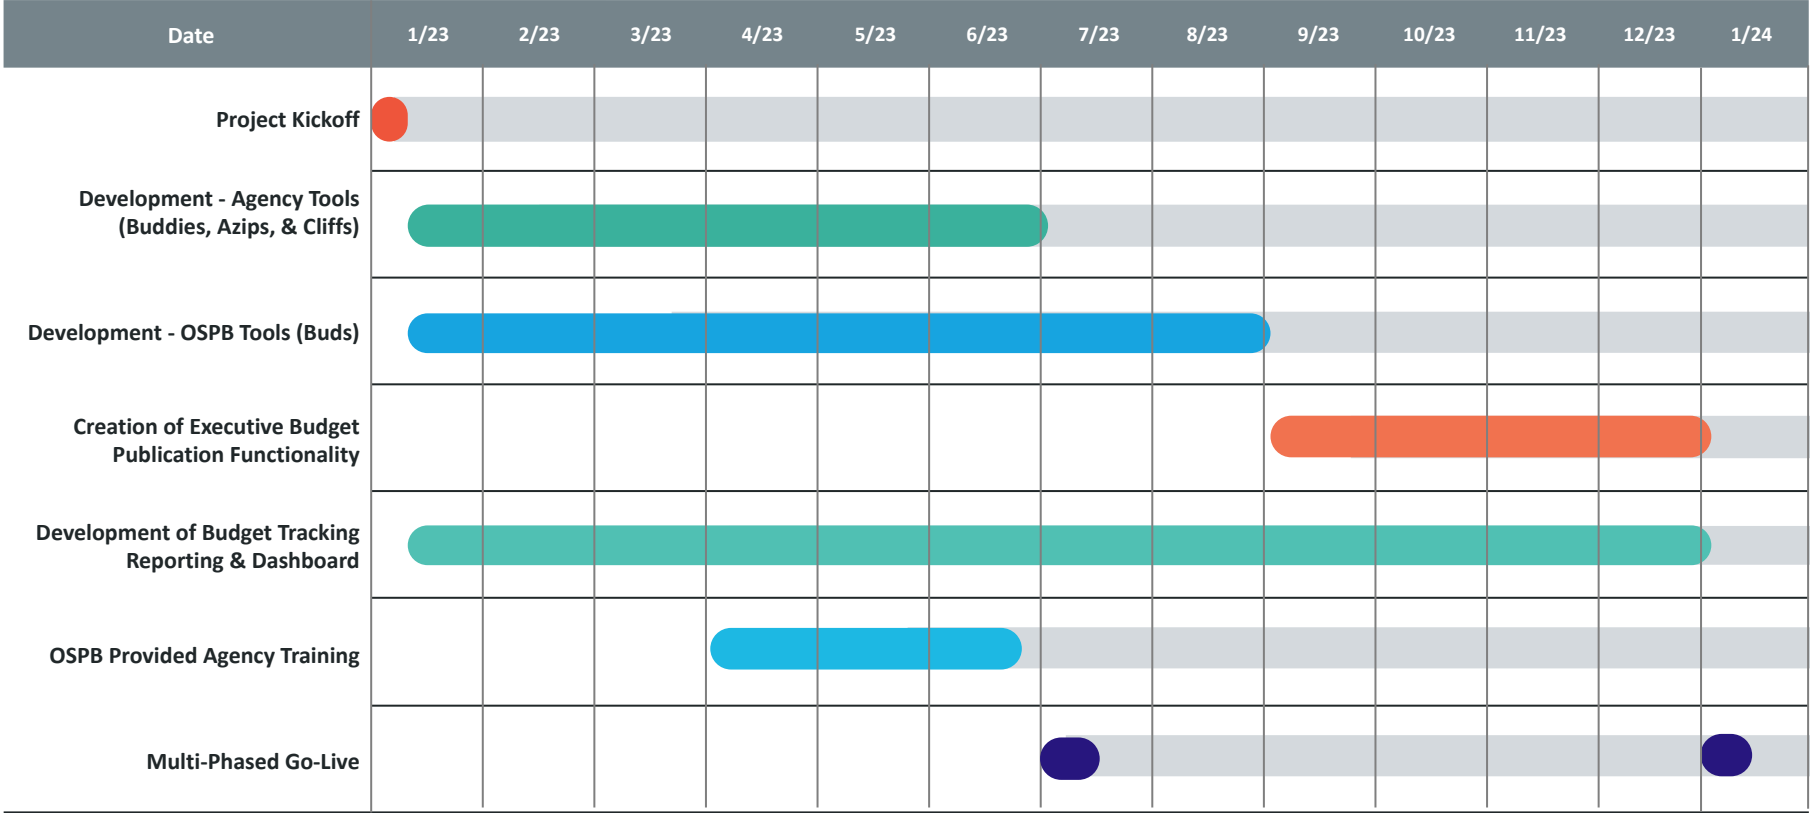 Date 1/23 2/23 3/23 4/23 5/23 6/23 7/23 8/23 9/23 10/23 11/23 12/23 1/24
Project Kickoff
Development - Agency Tools
(Buddies, Azips, & Cliffs)
Development - OSPB Tools (Buds)
Creation of Executive Budget
Publication Functionality
Development of Budget Tracking
Reporting & Dashboard
OSPB Provided Agency Training
Multi-Phased Go-Live